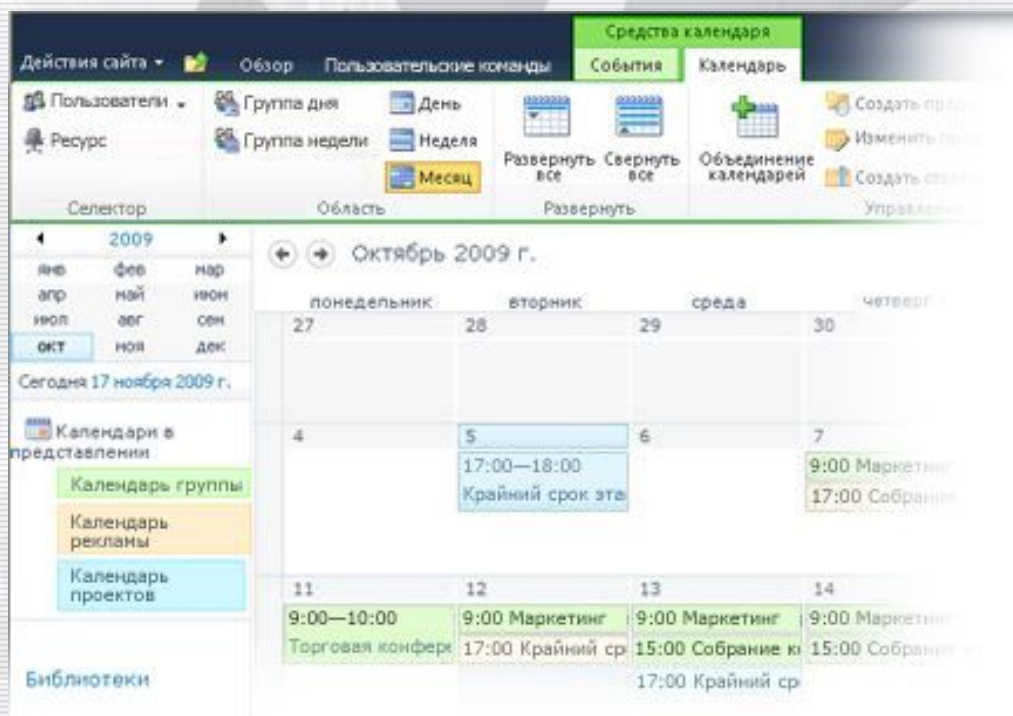 Средства календаря
Действия сайта
Обзор
Пользовательские команды
События
Календарь
Пользователи
Ресурс
Селектор
Группа дня
Группа недели
День
Неделя
Месяц
Область
Развернуть все
Свернуть все
Развернуть
Объединение календарей
Создать
Изменить
Создать
2009
янв фев мар
апр май июн
июл авг сен
окт ноя дек
Сегодня 17 ноября 2009 г.
Календари в
представлении
Календарь группы
Календарь
рекламы
Календарь
проектов
Библиотеки
Октябрь 2009 г.
понедельник вторник среда четверг
27 28 29 30
4 5 6 7
17:00—18:00
Крайний срок эта
9:00 Маркетинг
17:00 Собрание
11 12 13 14
9:00—10:00
Торговая конфере
9:00 Маркетинг
17:00 Крайний ср
9:00 Маркетинг
15:00 Собрание к
17:00 Крайний ср
9:00 Маркетинг
15:00 Собрание